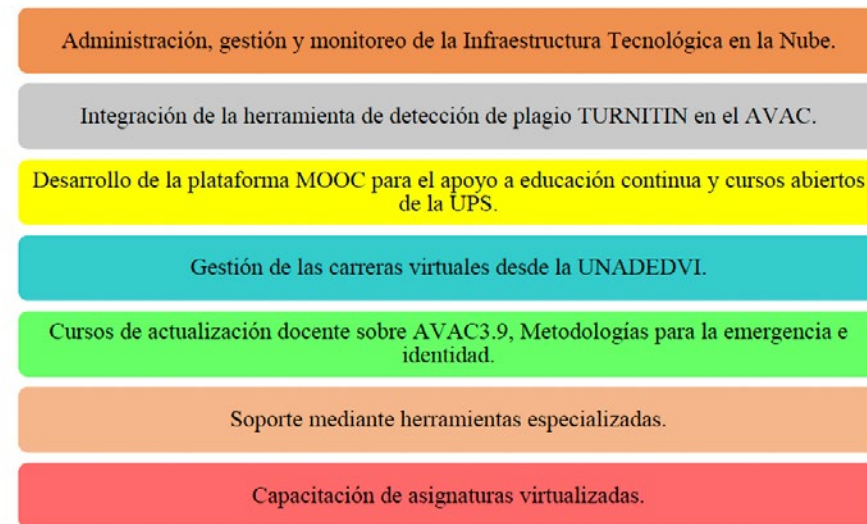 Administración, gestión y monitoreo de la Infraestructura Tecnológica en la Nube.
Integración de la herramienta de detección de plagio TURNITIN en el AVAC.
Desarrollo de la plataforma MOOC para el apoyo a educación continua y cursos abiertos
de la UPS.
Gestión de las carreras virtuales desde la UNADEDVI.
Cursos de actualización docente sobre AVAC3.9, Metodologías para la emergencia e
identidad.
Soporte mediante herramientas especializadas.
Capacitación de asignaturas virtualizadas.